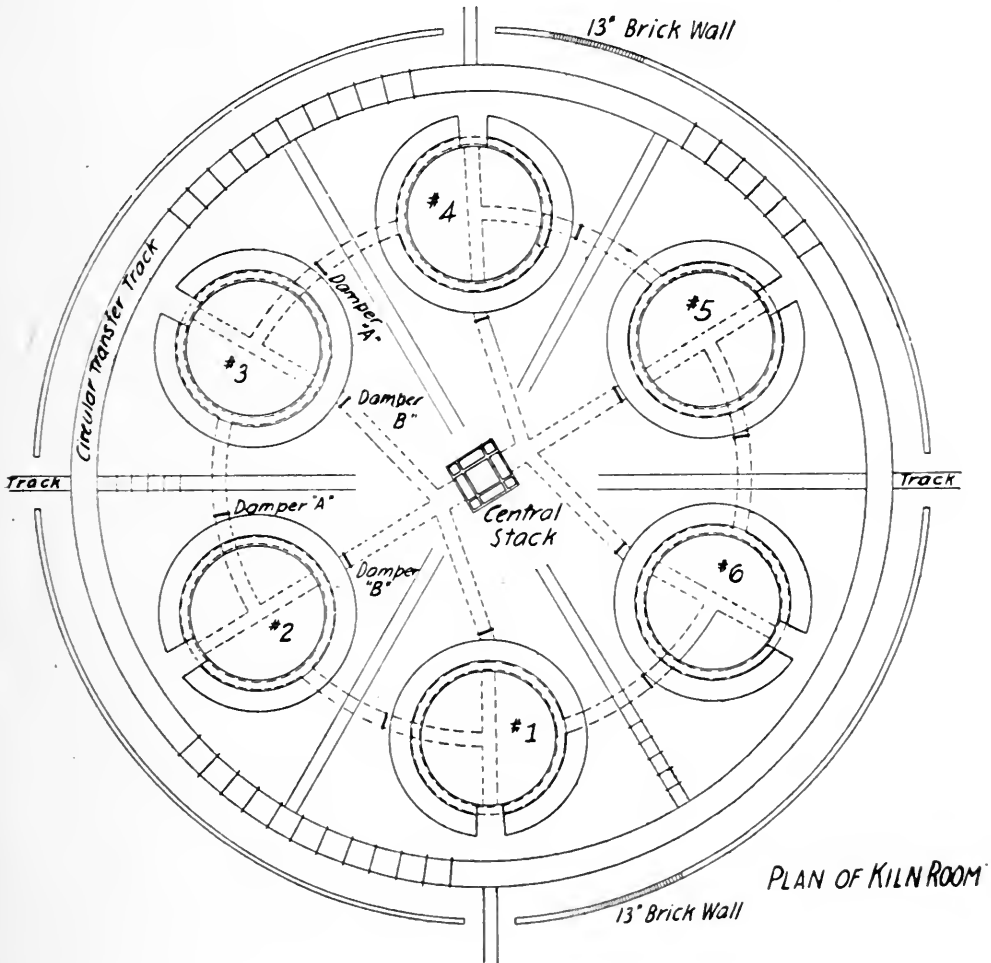 13" Brick Wall
#4
Circular Transfer Track
Damper
"A"
#5
#3
Damper
B"
Track
Track
Damper "A"
Central
Stack
Damper
"B"
#6
#2
#1
PLAN OF KILN ROOM
13" Brick Wall